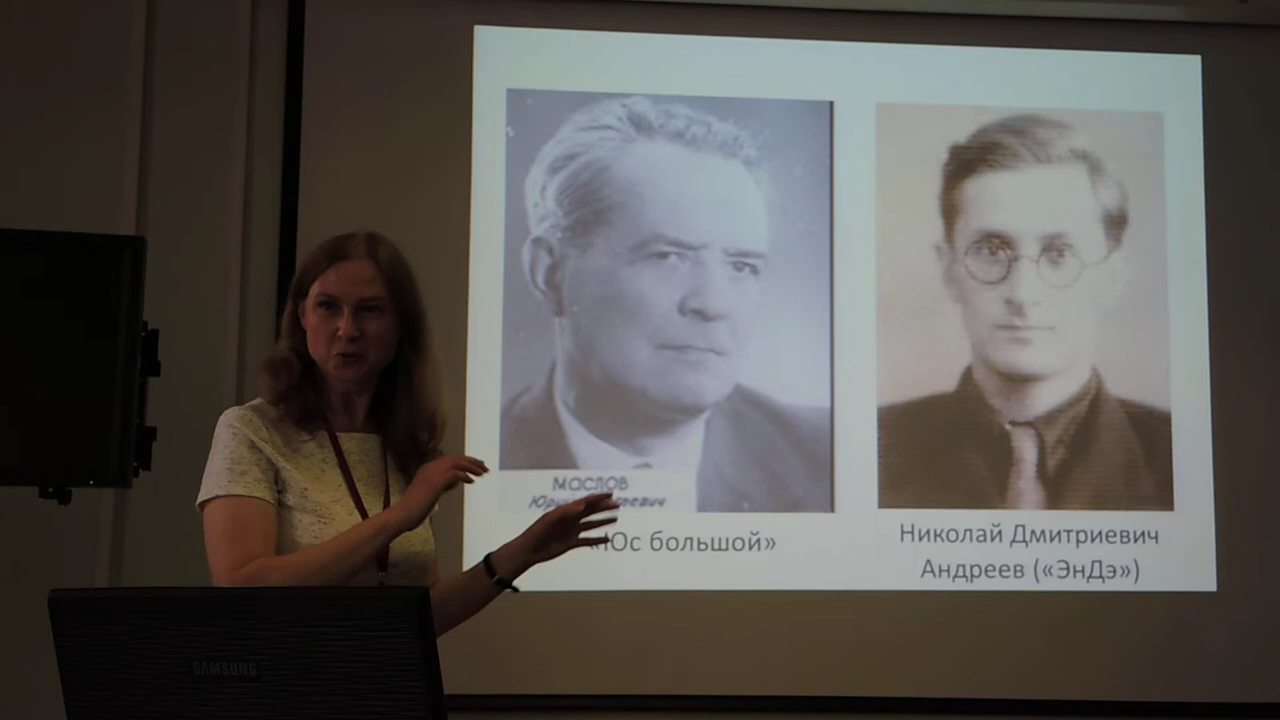 МАСЛОВ
«Юс большой»
Николай Дмитриевич
Андреев («ЭнДэ»)
SAMSUNG